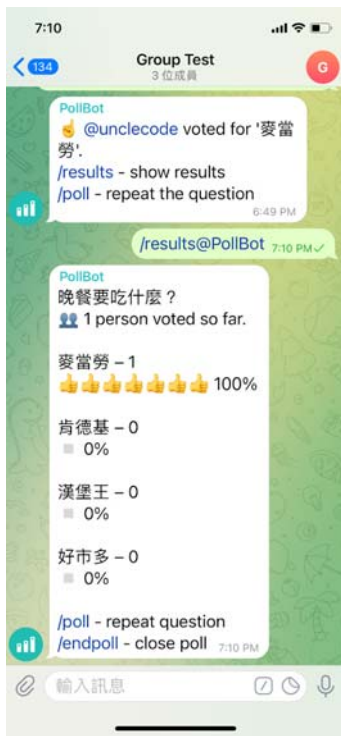 7:10
134
Group Test
3 位成員
G
PollBot
☝ @unclecode voted for '麥當
勞'.
/results - show results
/poll - repeat the question
6:49 PM
/results@PollBot 7:10 PM✓
PollBot
晚餐要吃什麼？
👥 1 person voted so far.
麥當勞 – 1
👍👍👍👍👍👍👍 100%
肯德基 – 0
▫ 0%
漢堡王 – 0
▫ 0%
好市多 – 0
▫ 0%
/poll - repeat question
/endpoll - close poll 7:10 PM
輸入訊息